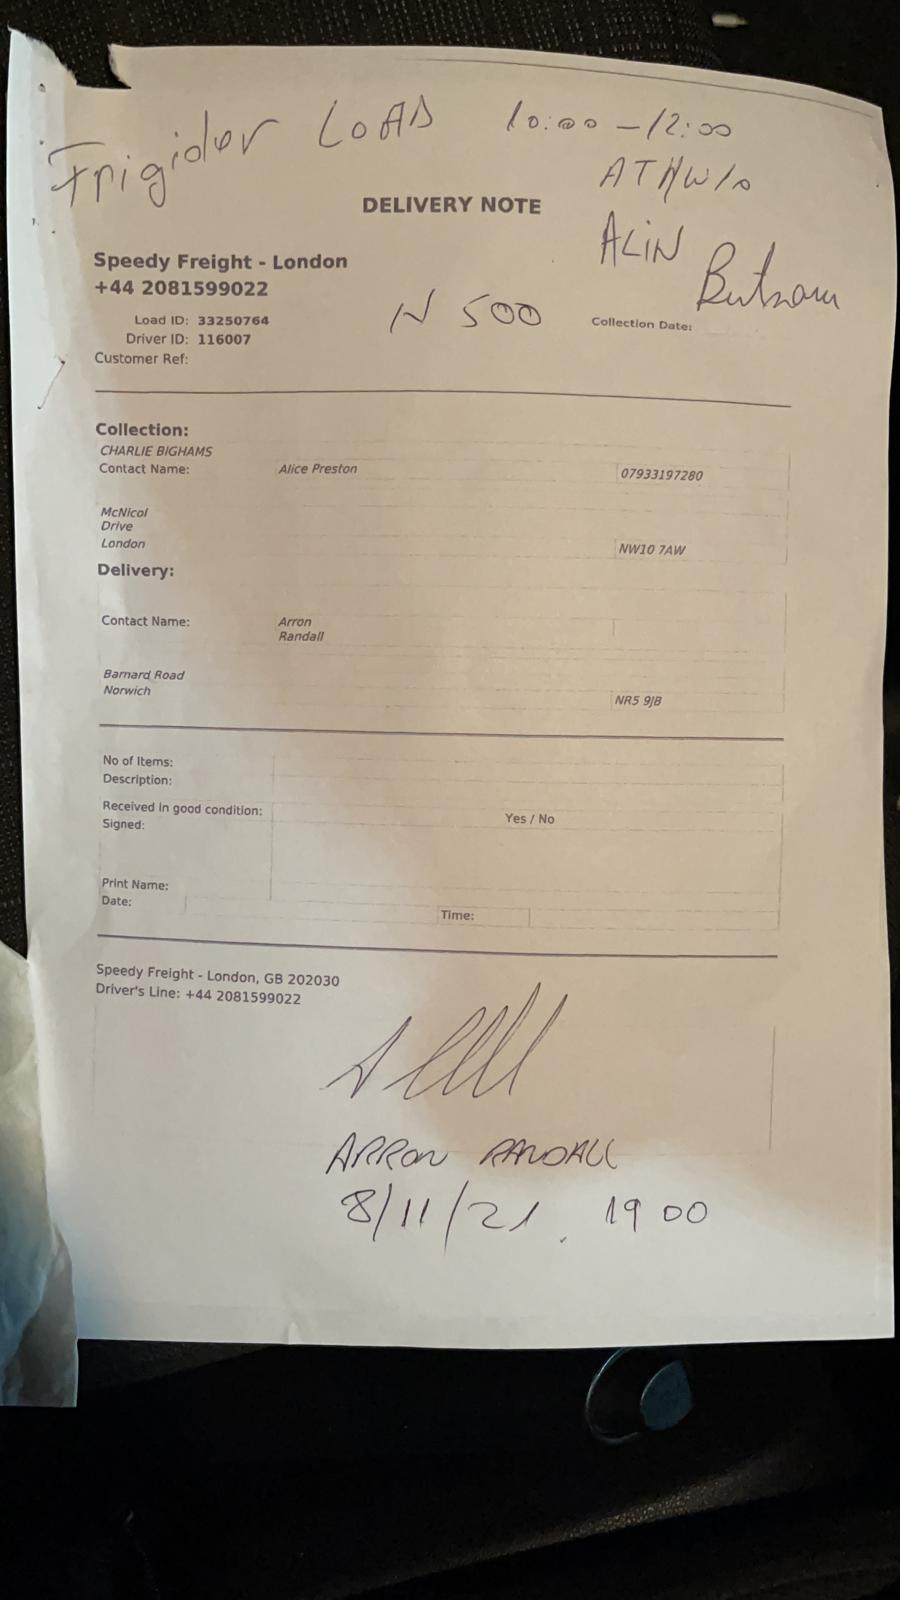 Frigider LOAD 10:00 - 12:00
ALIN
DELIVERY NOTE
Speedy Freight - London
+44 2081599022
N 500
Load ID: 33250764
Collection Date:
Driver ID: 116007
Customer Ref:
Collection:
CHARLIE BIGHAMS
Contact Name: Alice Preston 07933197280
McNicol
Drive
London NW10 7AW
Delivery:
Contact Name: Arron
Randall
Barnard Road
Norwich NR5 9JB
No of Items:
Description:
Received in good condition: Yes / No
Signed:
Print Name:
Date: Time:
Speedy Freight - London, GB 202030
Driver's Line: +44 2081599022
ARRON RANDALL
8/11/21. 19 00